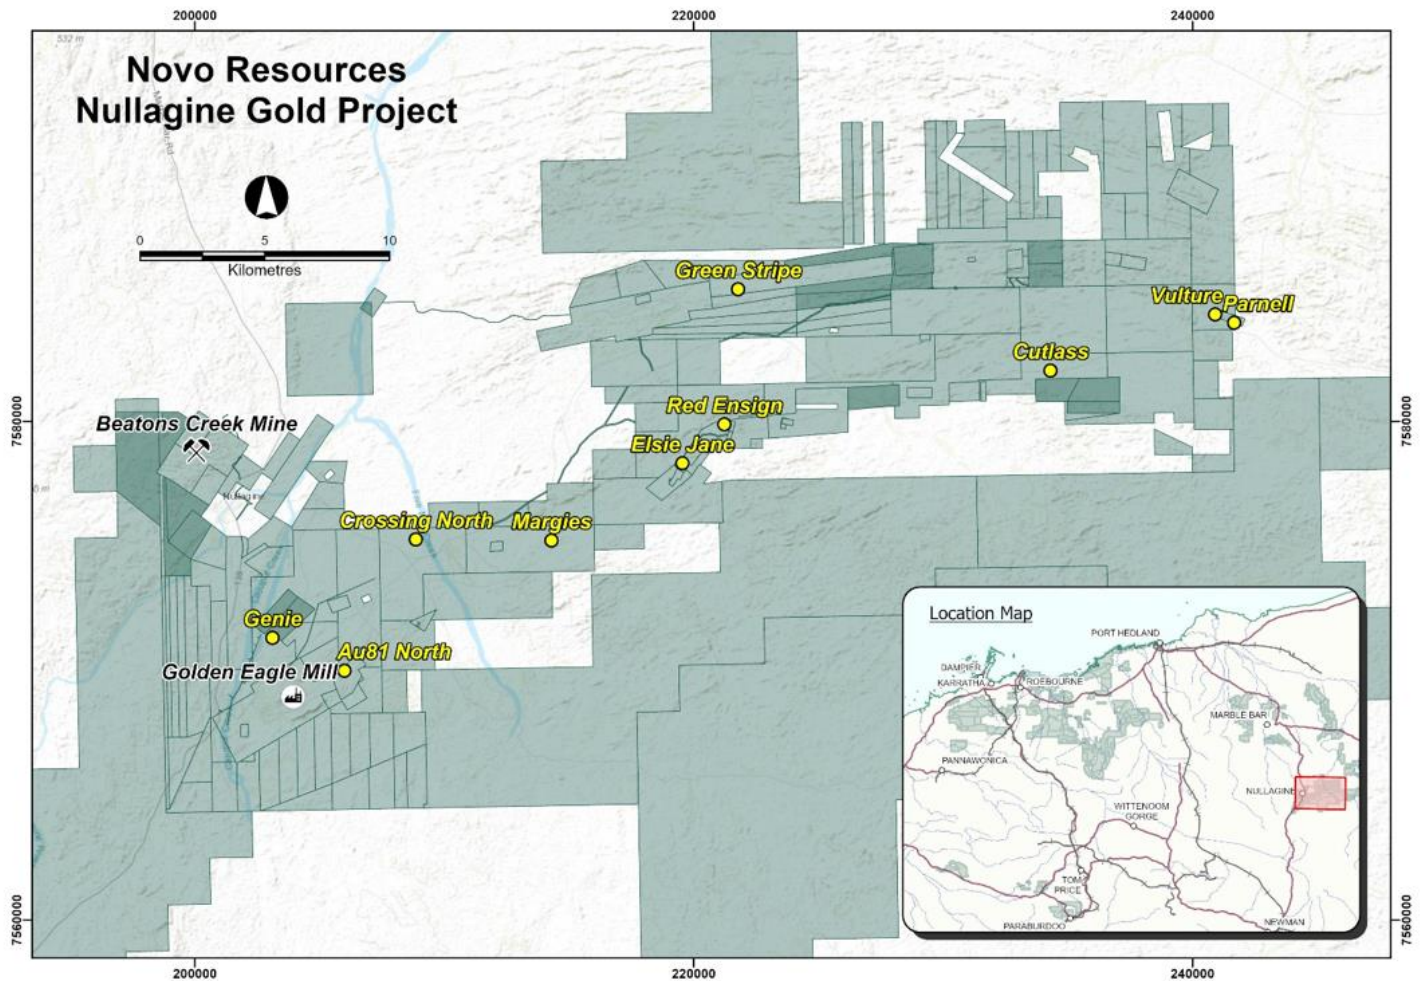 200000
220000
240000
532 m
Novo Resources
Nullagine Gold Project
0
5
10
Kilometres
Green Stripe
Vulture
Parnell
Cutlass
Red Ensign
Elsie Jane
Beatons Creek Mine
7580000
7580000
Nullagine
Crossing North
Margies
Genie
Au81 North
Golden Eagle Mill
Location Map
PORT HEDLAND
DAMPIER
KARRATHA
ROEBOURNE
MARBLE BAR
PANNAWONICA
NULLAGINE
WITTENOOM
GORGE
TOM
PRICE
PARABURDOO
NEWMAN
7560000
7560000
200000
220000
240000